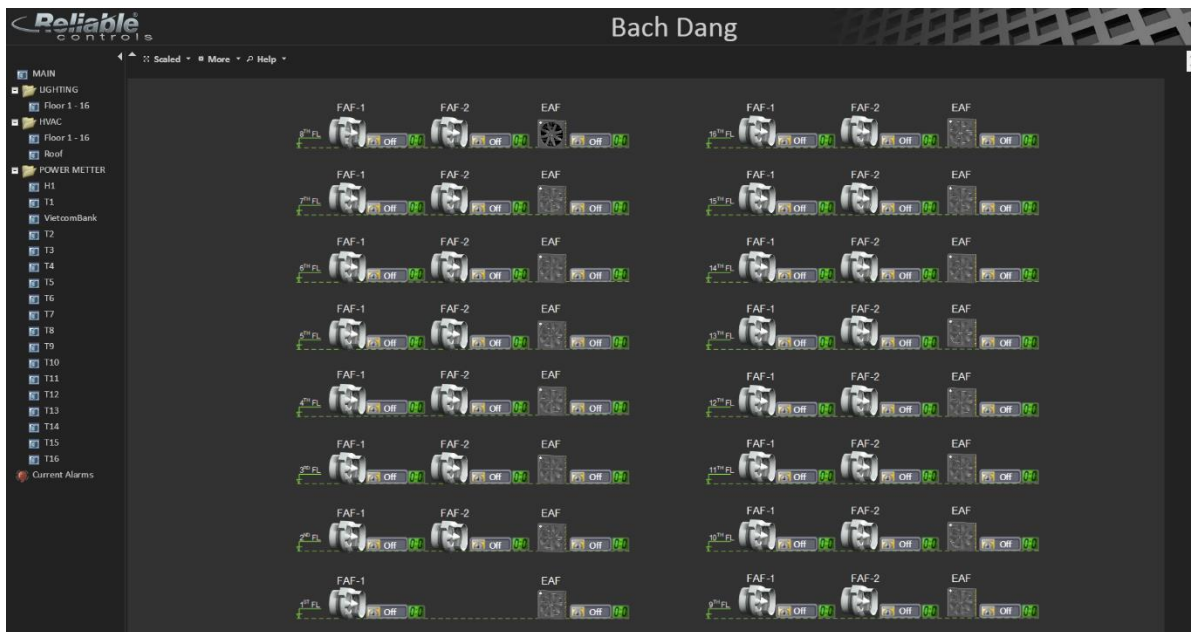 Reliable controls
Bach Dang
Scaled More Help
MAIN
LIGHTING
Floor 1 - 16
HVAC
Floor 1 - 16
Roof
POWER METTER
H1
T1
VietcomBank
T2
T3
T4
T5
T6
T7
T8
T9
T10
T11
T12
T13
T14
T15
T16
Current Alarms
FAF-1 FAF-2 EAF FAF-1 FAF-2 EAF
8TH FL Off Off Off 16TH FL Off Off Off
FAF-1 FAF-2 EAF FAF-1 FAF-2 EAF
7TH FL Off Off Off 15TH FL Off Off Off
FAF-1 FAF-2 EAF FAF-1 FAF-2 EAF
6TH FL Off Off Off 14TH FL Off Off Off
FAF-1 FAF-2 EAF FAF-1 FAF-2 EAF
5TH FL Off Off Off 13TH FL Off Off Off
FAF-1 FAF-2 EAF FAF-1 FAF-2 EAF
4TH FL Off Off Off 12TH FL Off Off Off
FAF-1 FAF-2 EAF FAF-1 FAF-2 EAF
3RD FL Off Off Off 11TH FL Off Off Off
FAF-1 FAF-2 EAF FAF-1 FAF-2 EAF
2ND FL Off Off Off 10TH FL Off Off Off
FAF-1 EAF FAF-1 FAF-2 EAF
1ST FL Off Off 9TH FL Off Off Off